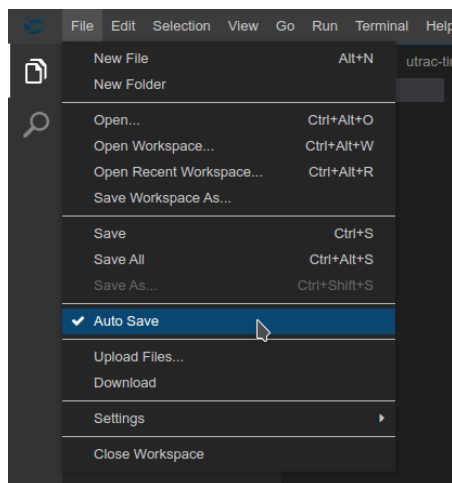 File Edit Selection View Go Run Terminal Help
New File Alt+N
New Folder
Open... Ctrl+Alt+O
Open Workspace... Ctrl+Alt+W
Open Recent Workspace... Ctrl+Alt+R
Save Workspace As...
Save Ctrl+S
Save All Ctrl+Alt+S
Save As... Ctrl+Shift+S
Auto Save
Upload Files...
Download
Settings
Close Workspace